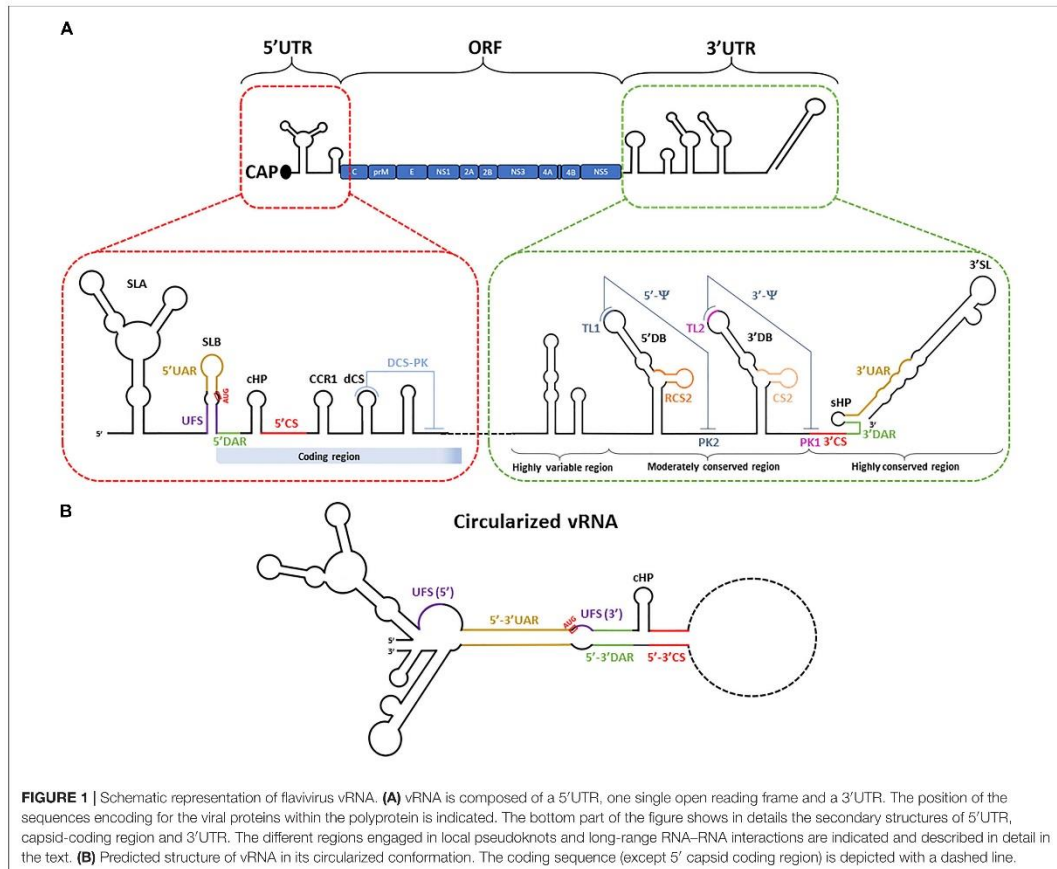 A
5'UTR
ORF
3'UTR
CAP
C
prM
E
NS1
2A
2B
NS3
4A
4B
NS5
SLA
SLB
5'UAR
AUG
UFS
5'DAR
cHP
5'CS
CCR1
dCS
DCS-PK
5'
Coding region
5'-Ψ
3'-Ψ
TL1
TL2
5'DB
3'DB
RCS2
CS2
PK2
PK1
3'SL
3'UAR
sHP
3'
3'CS
3'DAR
Highly variable region
Moderately conserved region
Highly conserved region
B
Circularized vRNA
UFS (5')
5'-3'UAR
AUG
UFS (3')
cHP
5'
3'
5'-3'DAR
5'-3'CS
FIGURE 1 | Schematic representation of flavivirus vRNA. (A) vRNA is composed of a 5'UTR, one single open reading frame and a 3'UTR. The position of the
sequences encoding for the viral proteins within the polyprotein is indicated. The bottom part of the figure shows in details the secondary structures of 5'UTR,
capsid-coding region and 3'UTR. The different regions engaged in local pseudoknots and long-range RNA–RNA interactions are indicated and described in detail in
the text. (B) Predicted structure of vRNA in its circularized conformation. The coding sequence (except 5' capsid coding region) is depicted with a dashed line.